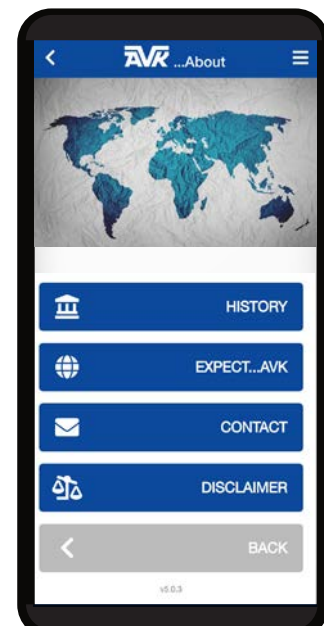 AVK ...About
HISTORY
EXPECT...AVK
CONTACT
DISCLAIMER
BACK
v5.0.3